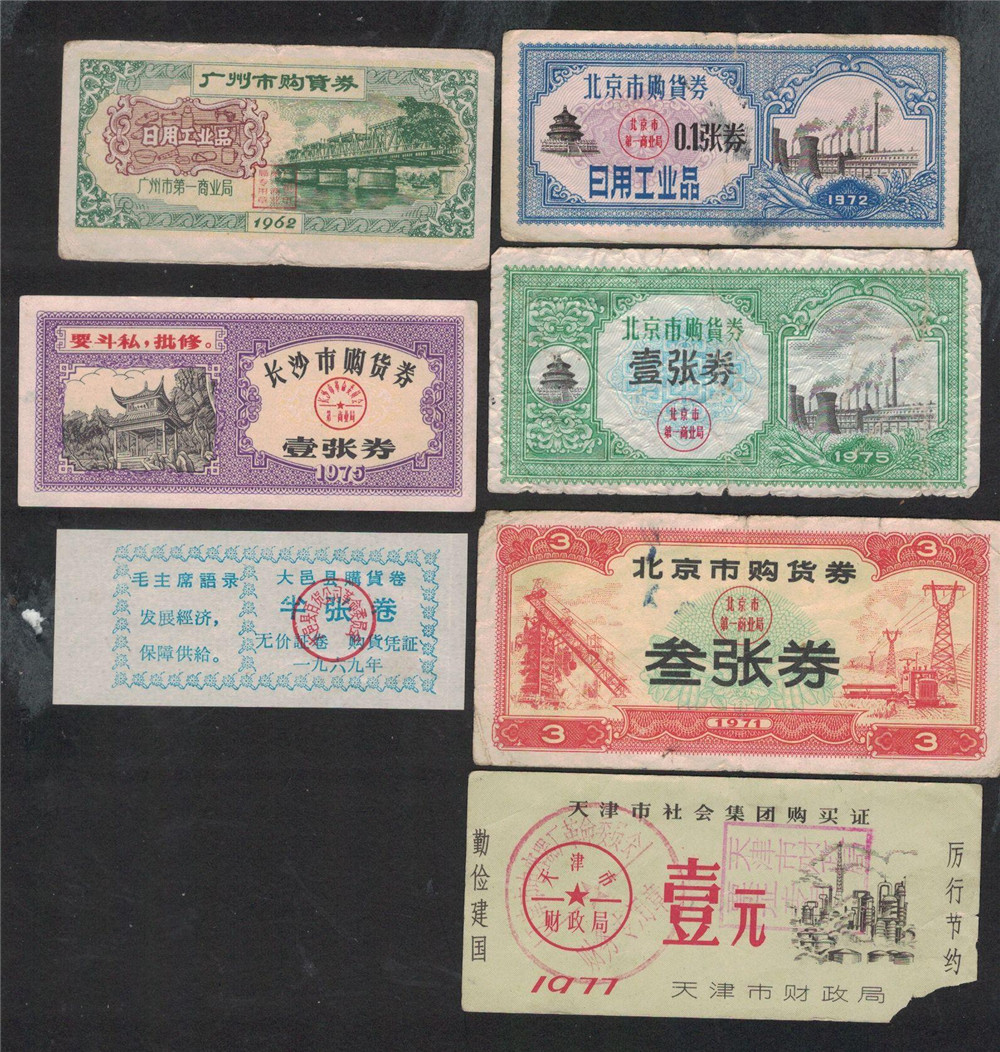 广州市购貨券
日用工业品
广州市第一商业局
1962
北京市购货券
北京市
第一商业局
0.1张券
日用工业品
1972
要斗私，批修。
长沙市购货券
第一商业局
壹张券
1975
北京市购货券
壹张券
北京市
第一商业局
1975
毛主席語录
发展經济，
保障供給。
大邑县購貨卷
半张卷
无价証卷 购货凭証
一九六九年
3
3
北京市购货券
北京市
第一商业局
叁张券
1971
3
3
天津市社会集团购买证
勤俭建国
天津市
财政局
壹元
厉行节约
1977
天津市财政局